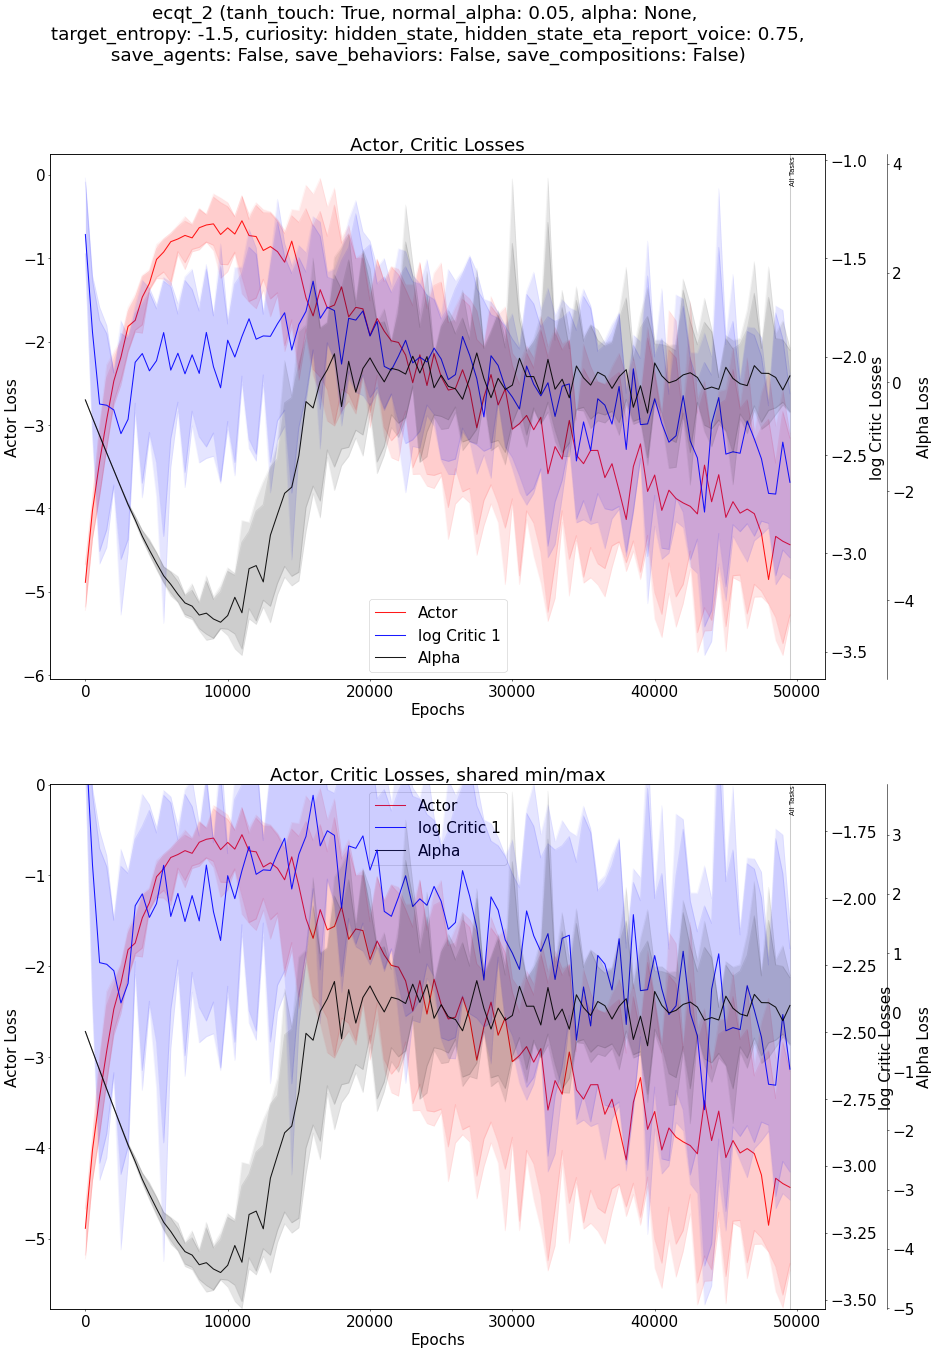 ecqt_2 (tanh_touch: True, normal_alpha: 0.05, alpha: None,
target_entropy: -1.5, curiosity: hidden_state, hidden_state_eta_report_voice: 0.75,
save_agents: False, save_behaviors: False, save_compositions: False)
Actor, Critic Losses
0
−1
−2
−3
−4
−5
−6
Actor Loss
0
10000
20000
30000
40000
50000
Epochs
−1.0
−1.5
−2.0
−2.5
−3.0
−3.5
log Critic Losses
4
2
0
−2
−4
Alpha Loss
All Tasks
Actor
log Critic 1
Alpha
Actor, Critic Losses, shared min/max
0
−1
−2
−3
−4
−5
Actor Loss
0
10000
20000
30000
40000
50000
Epochs
−1.75
−2.00
−2.25
−2.50
−2.75
−3.00
−3.25
−3.50
log Critic Losses
3
2
1
0
−1
−2
−3
−4
−5
Alpha Loss
All Tasks
Actor
log Critic 1
Alpha